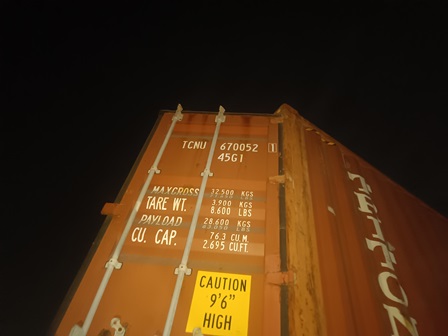 TCNU 670052 1
45G1
MAXGROSS 32.500 KGS
TARE WT. 3.900 KGS
8.600 LBS
PAYLOAD 28.600 KGS
CU. CAP. 76.3 CU.M.
2.695 CU.FT.
CAUTION
9'6"
HIGH
TRITON